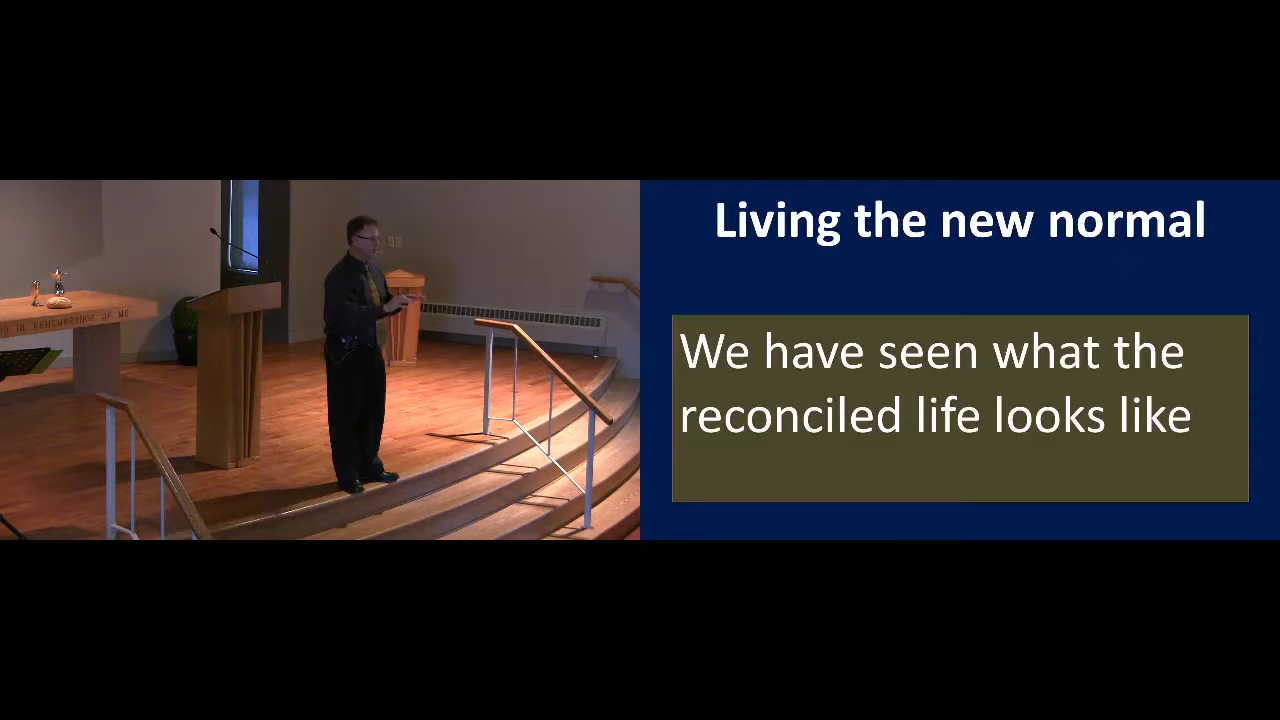 Living the new normal
We have seen what the
reconciled life looks like